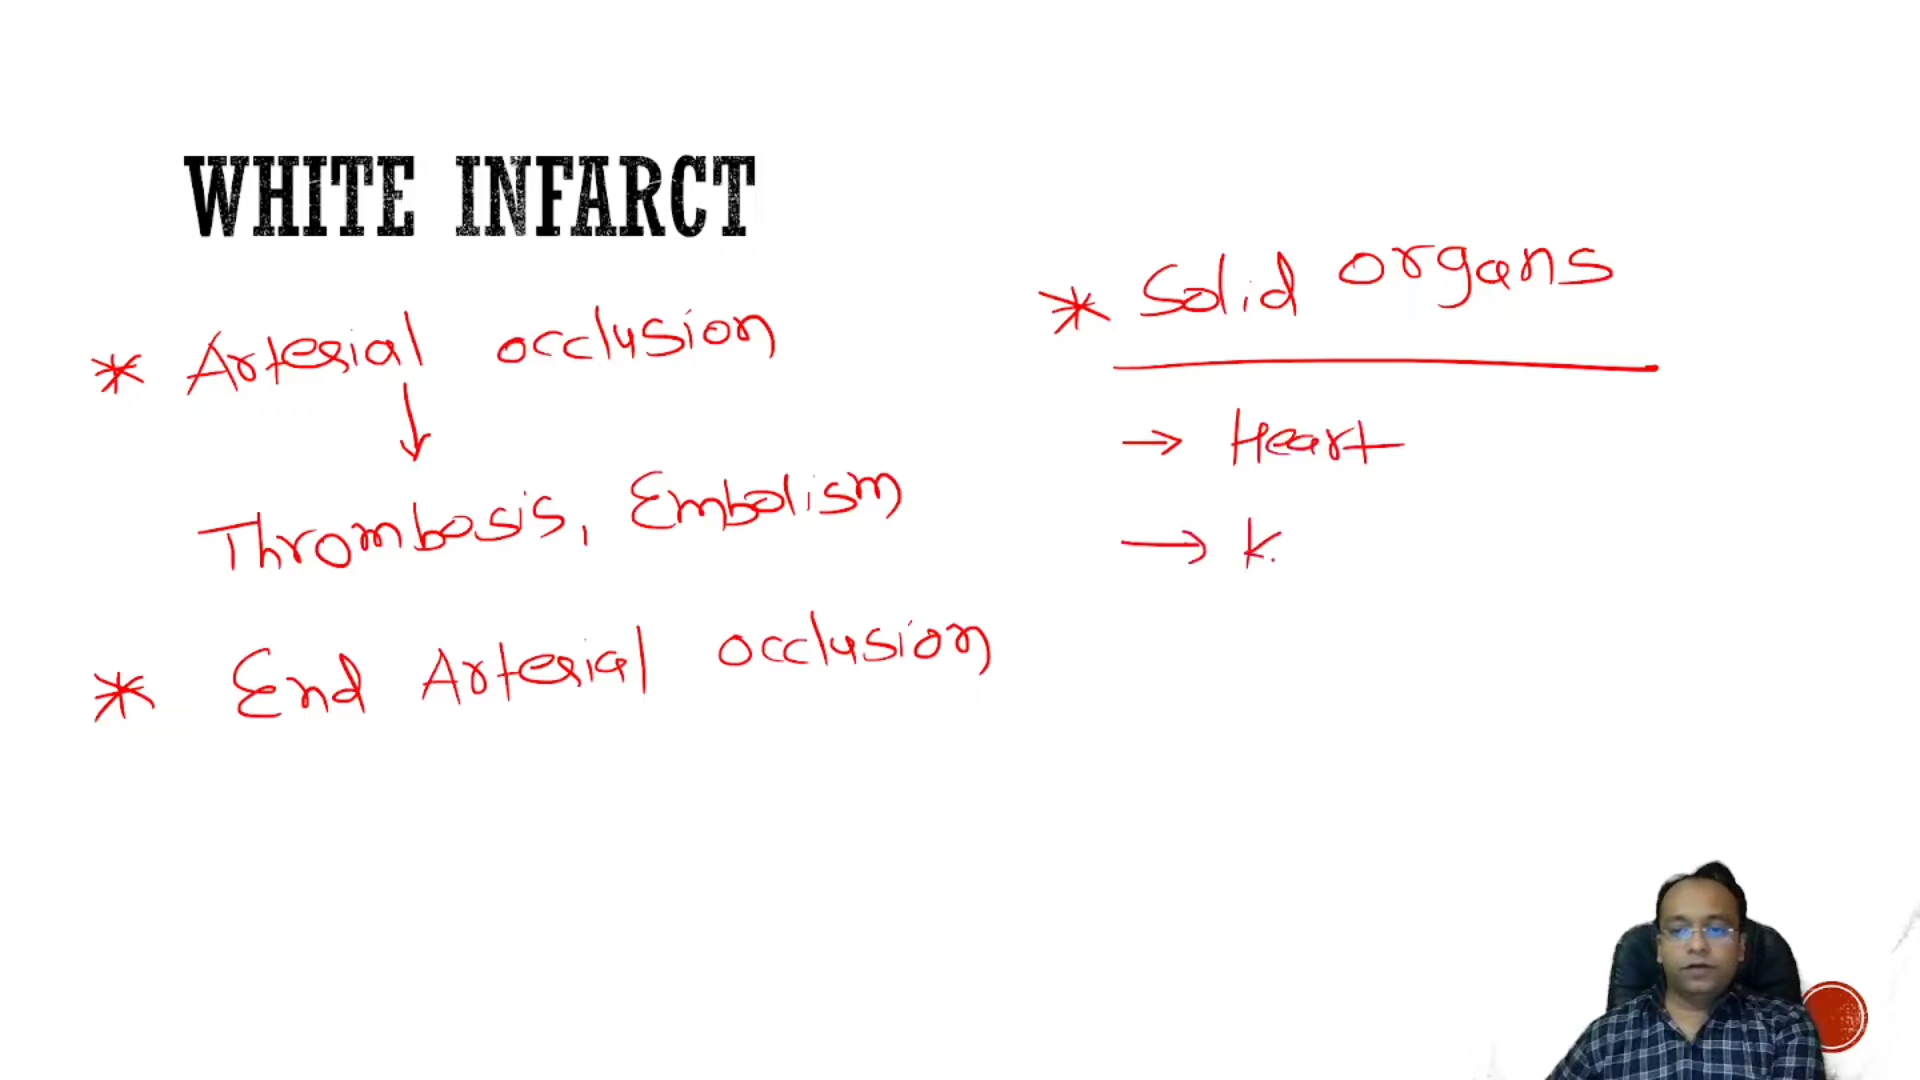 WHITE INFARCT
* Arterial occlusion
↓
Thrombosis, Embolism
* End Arterial occlusion
* Solid organs
→ Heart
→ K